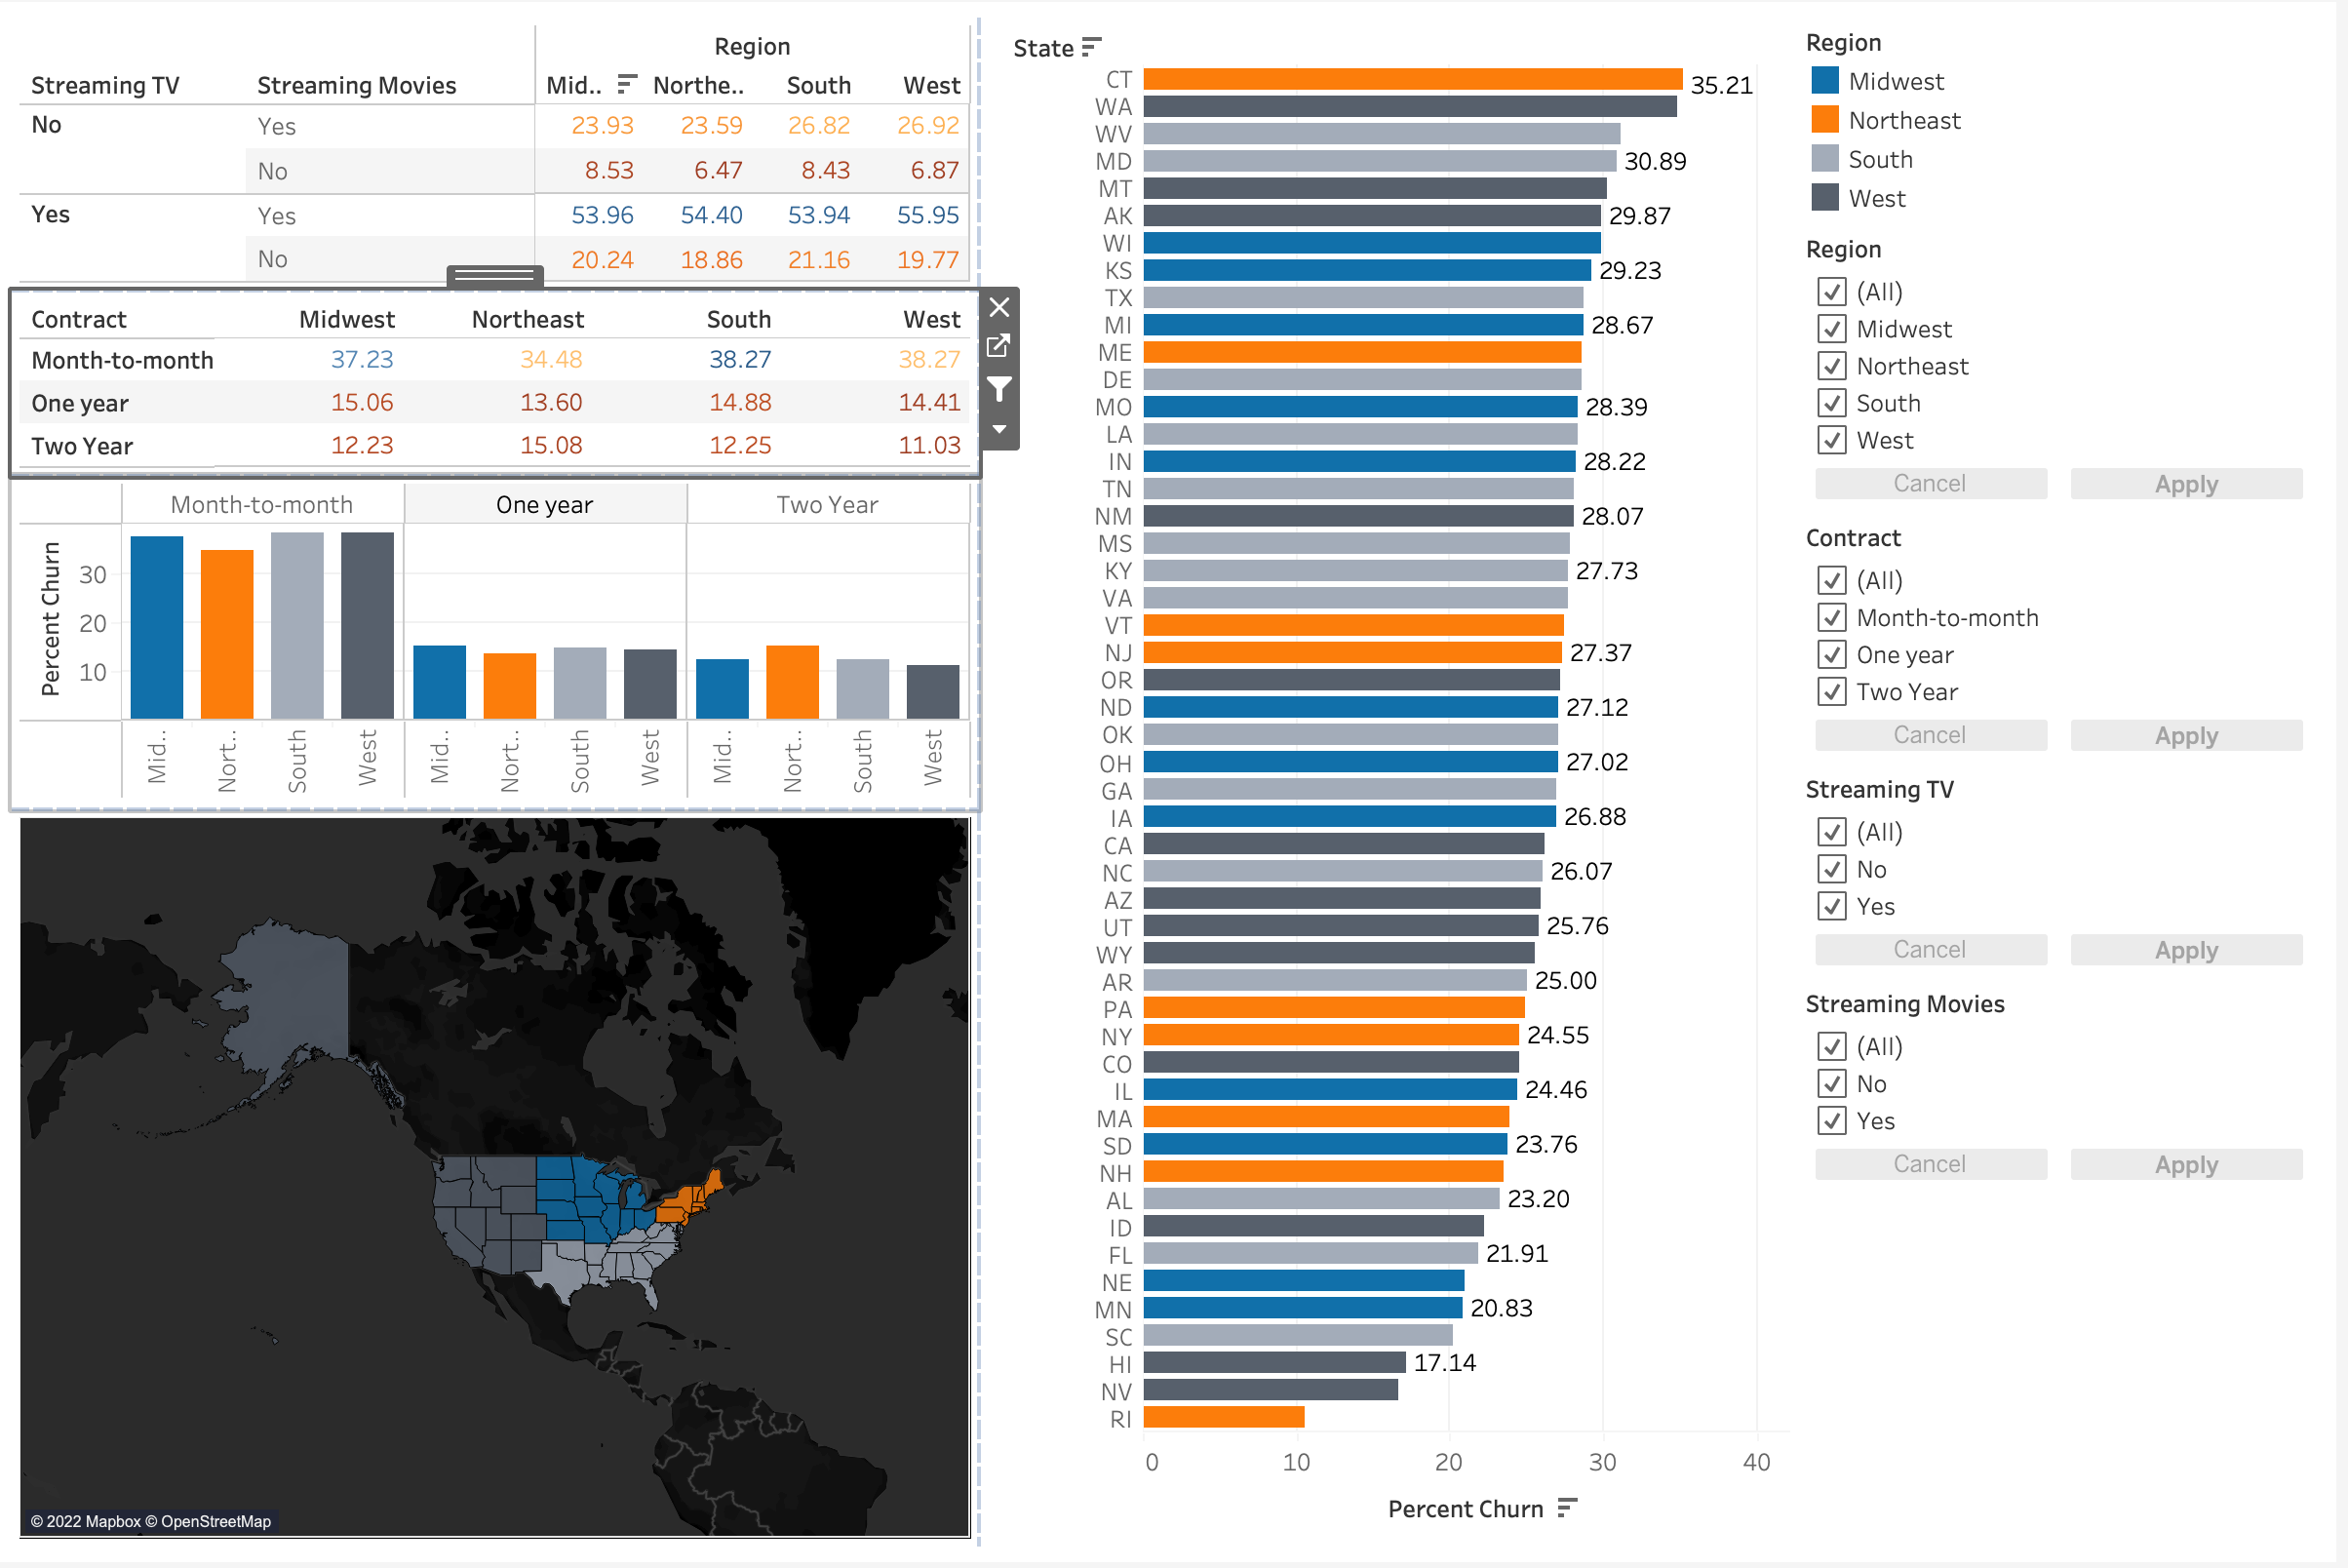 Region
Streaming TV Streaming Movies Mid.. Northe.. South West
No Yes 23.93 23.59 26.82 26.92
No 8.53 6.47 8.43 6.87
Yes Yes 53.96 54.40 53.94 55.95
No 20.24 18.86 21.16 19.77
Contract Midwest Northeast South West
Month-to-month 37.23 34.48 38.27 38.27
One year 15.06 13.60 14.88 14.41
Two Year 12.23 15.08 12.25 11.03
Month-to-month One year Two Year
Percent Churn
30
20
10
Mid.. Nort.. South West Mid.. Nort.. South West Mid.. Nort.. South West
© 2022 Mapbox © OpenStreetMap
State
CT 35.21
WA
WV
MD 30.89
MT
AK 29.87
WI
KS 29.23
TX
MI 28.67
ME
DE
MO 28.39
LA
IN 28.22
TN
NM 28.07
MS
KY 27.73
VA
VT
NJ 27.37
OR
ND 27.12
OK
OH 27.02
GA
IA 26.88
CA
NC 26.07
AZ
UT 25.76
WY
AR 25.00
PA
NY 24.55
CO
IL 24.46
MA
SD 23.76
NH
AL 23.20
ID
FL 21.91
NE
MN 20.83
SC
HI 17.14
NV
RI
0 10 20 30 40
Percent Churn
Region
Midwest
Northeast
South
West
Region
(All)
Midwest
Northeast
South
West
Cancel Apply
Contract
(All)
Month-to-month
One year
Two Year
Cancel Apply
Streaming TV
(All)
No
Yes
Cancel Apply
Streaming Movies
(All)
No
Yes
Cancel Apply